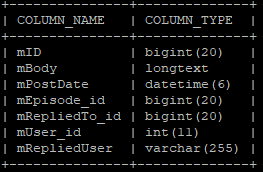 +---------------+--------------+
| COLUMN_NAME | COLUMN_TYPE |
+---------------+--------------+
| mID | bigint(20) |
| mBody | longtext |
| mPostDate | datetime(6) |
| mEpisode_id | bigint(20) |
| mRepliedTo_id | bigint(20) |
| mUser_id | int(11) |
| mRepliedUser | varchar(255) |
+---------------+--------------+